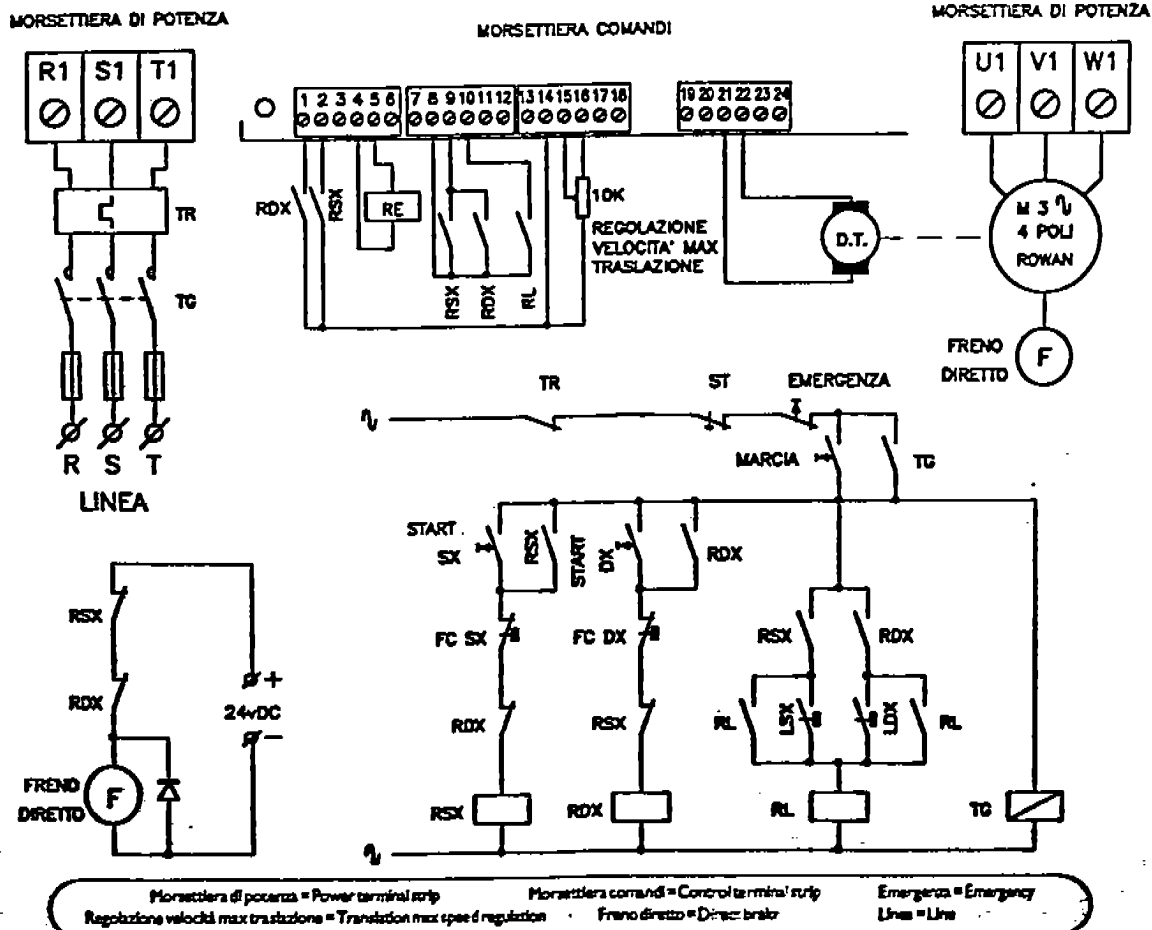 MORSETTIERA DI POTENZA
MORSETTIERA COMANDI
MORSETTIERA DI POTENZA
R1 S1 T1
1 2 3 4 5 6 7 8 9 10 11 12 13 14 15 16 17 18
19 20 21 22 23 24
U1 V1 W1
TR
TG
R S T
LINEA
RDX
RSX
RE
RSX
RDX
RL
10K
REGOLAZIONE
VELOCITA' MAX
TRASLAZIONE
D.T.
M 3
4 POLI
ROWAN
FRENO
DIRETTO
F
TR
ST
EMERGENZA
MARCIA
TG
START
SX
RSX
START
DX
RDX
FC SX
FC DX
RSX
RDX
RDX
RSX
RL
LSX
LDX
RL
RSX
RDX
RL
TG
RSX
RDX
+
24vDC
-
FRENO
DIRETTO
F
Morsettiera di potenza = Power terminal strip
Morsettiera comandi = Control terminal strip
Emergenza = Emergency
Regolazione velocità max traslazione = Translation max speed regulation
Freno diretto = Direct brake
Linea = Line